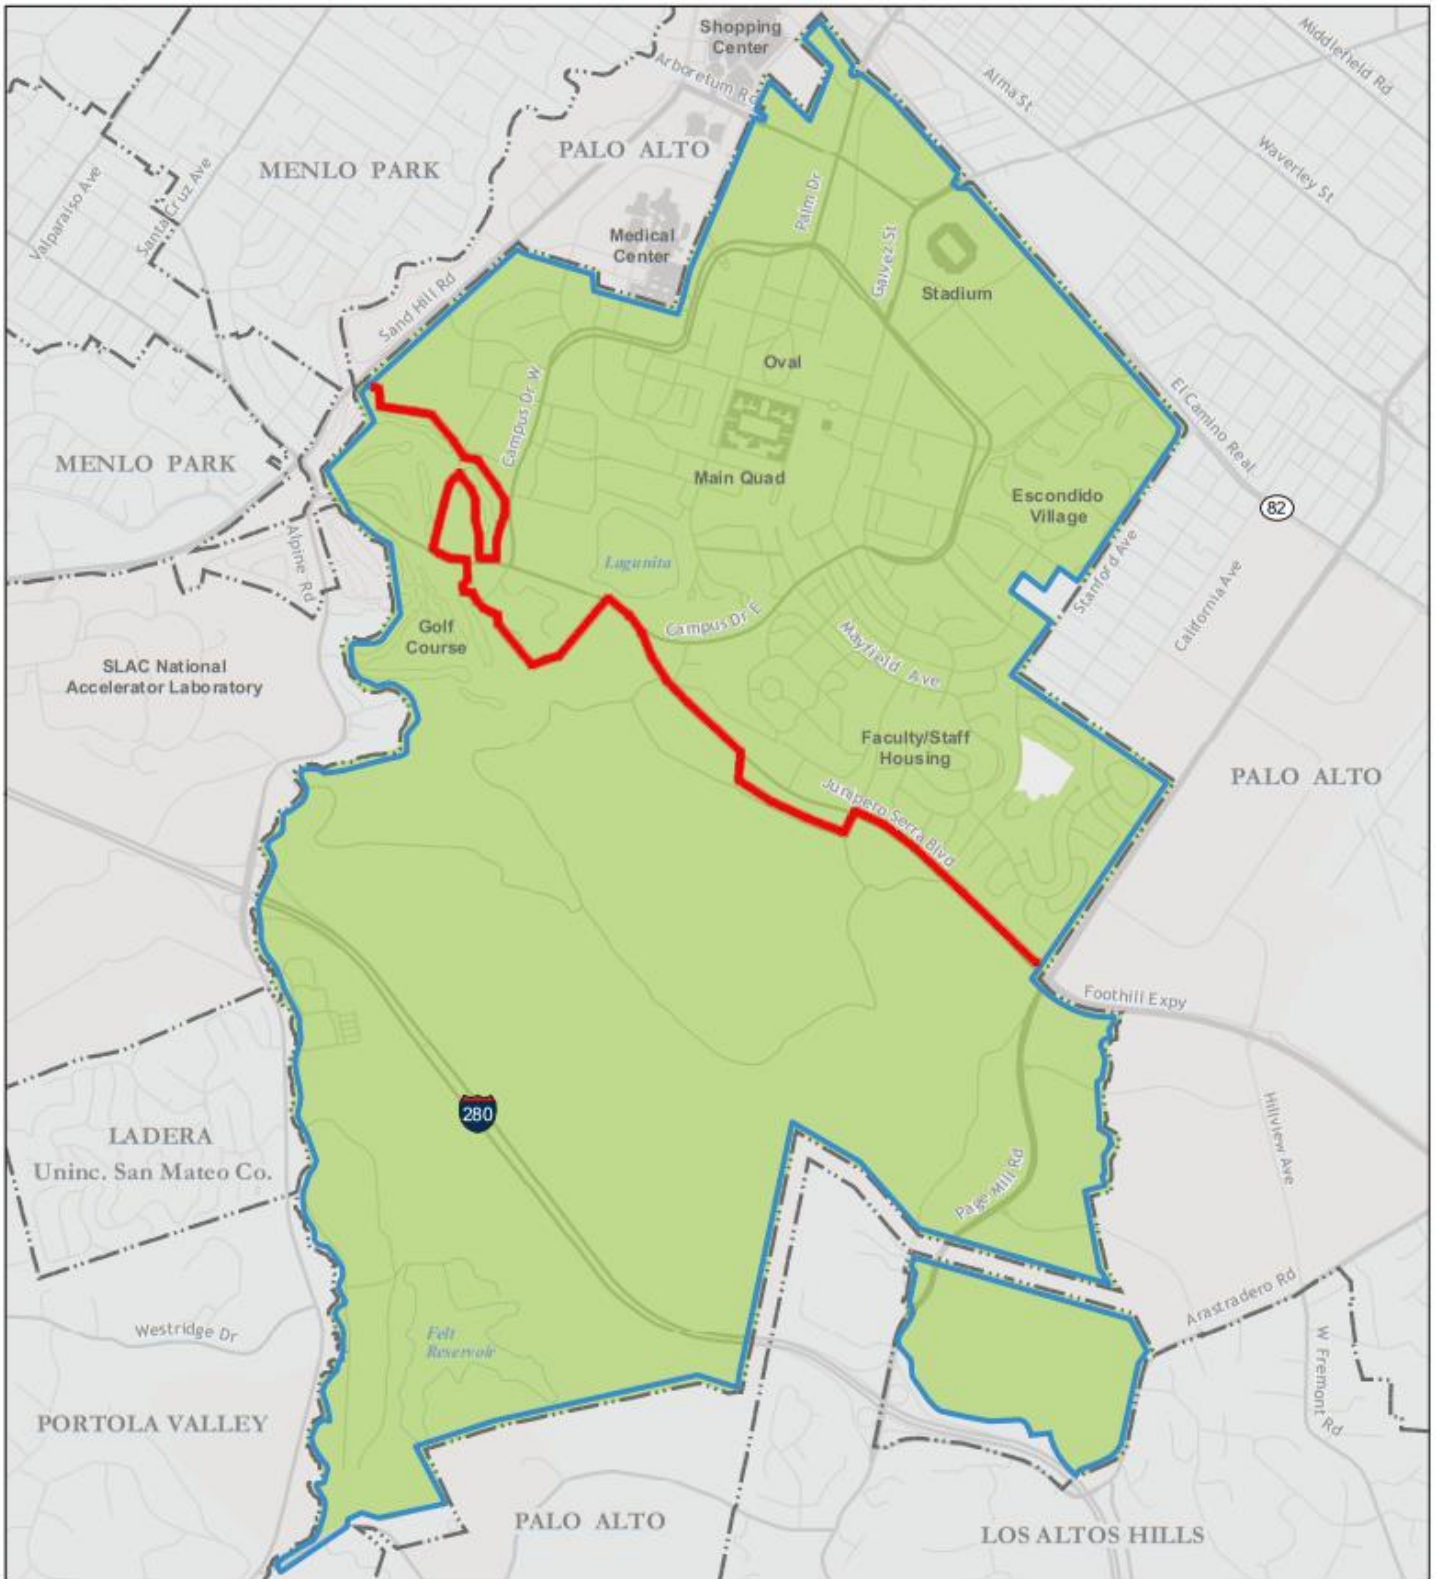 Shopping
Center
Middlefield Rd
Arboretum Rd
Alma St
PALO ALTO
MENLO PARK
Waverley St
Valparaiso Ave
Santa Cruz Ave
Palm Dr
Medical
Center
Galvez St
Stadium
Sand Hill Rd
Oval
El Camino Real
Campus Dr W
MENLO PARK
Main Quad
Escondido
Village
82
Alpine Rd
Lagunita
Stanford Ave
California Ave
Campus Dr E
Golf
Course
Mayfield Ave
SLAC National
Accelerator Laboratory
Faculty/Staff
Housing
PALO ALTO
Junipero Serra Blvd
Foothill Expy
280
Hillview Ave
LADERA
Uninc. San Mateo Co.
Page Mill Rd
Arastradero Rd
Westridge Dr
Felt
Reservoir
W Fremont Rd
PORTOLA VALLEY
PALO ALTO
LOS ALTOS HILLS